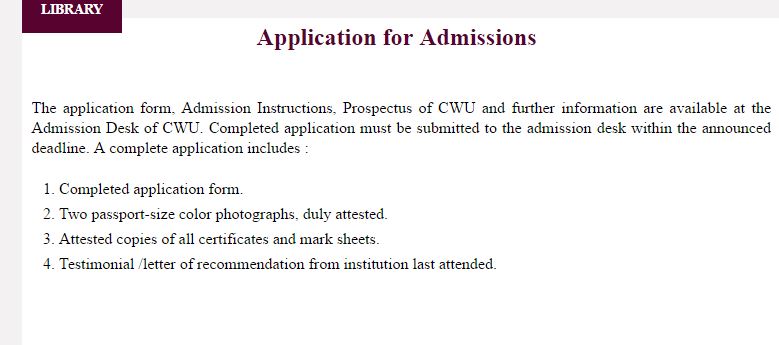 LIBRARY
Application for Admissions
The application form, Admission Instructions, Prospectus of CWU and further information are available at the
Admission Desk of CWU. Completed application must be submitted to the admission desk within the announced
deadline. A complete application includes :
1. Completed application form.
2. Two passport-size color photographs, duly attested.
3. Attested copies of all certificates and mark sheets.
4. Testimonial /letter of recommendation from institution last attended.